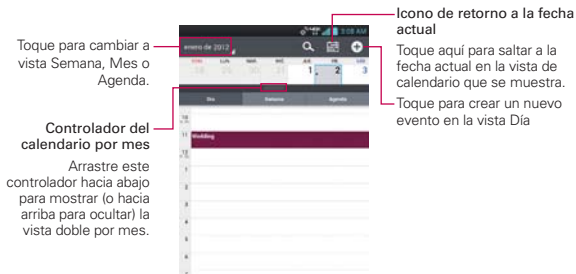 Icono de retorno a la fecha
actual
Toque aquí para saltar a la
fecha actual en la vista de
calendario que se muestra.
Toque para crear un nuevo
evento en la vista Día
Toque para cambiar a
vista Semana, Mes o
Agenda.
Controlador del
calendario por mes
Arrastre este
controlador hacia abajo
para mostrar (o hacia
arriba para ocultar) la
vista doble por mes.
3:08 AM
enero de 2012
29 30 31 1 2 3
Día Semana Agenda
10
11 Wedding
12
1
2
3
4
5
6